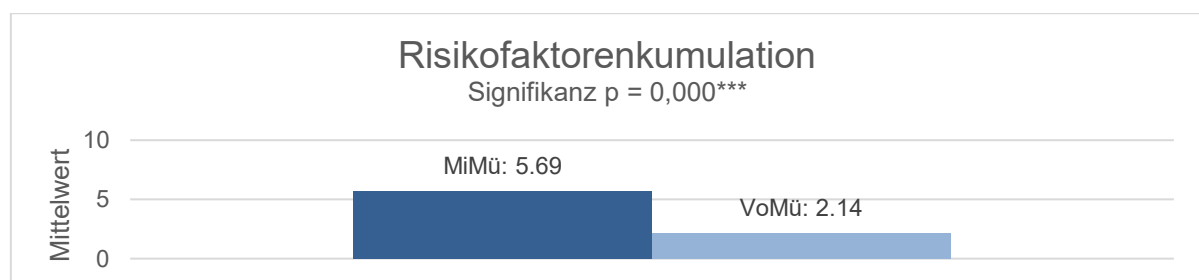 Risikofaktorenkumulation
Signifikanz p = 0,000***
Mittelwert
10
5
0
MiMü: 5.69
VoMü: 2.14